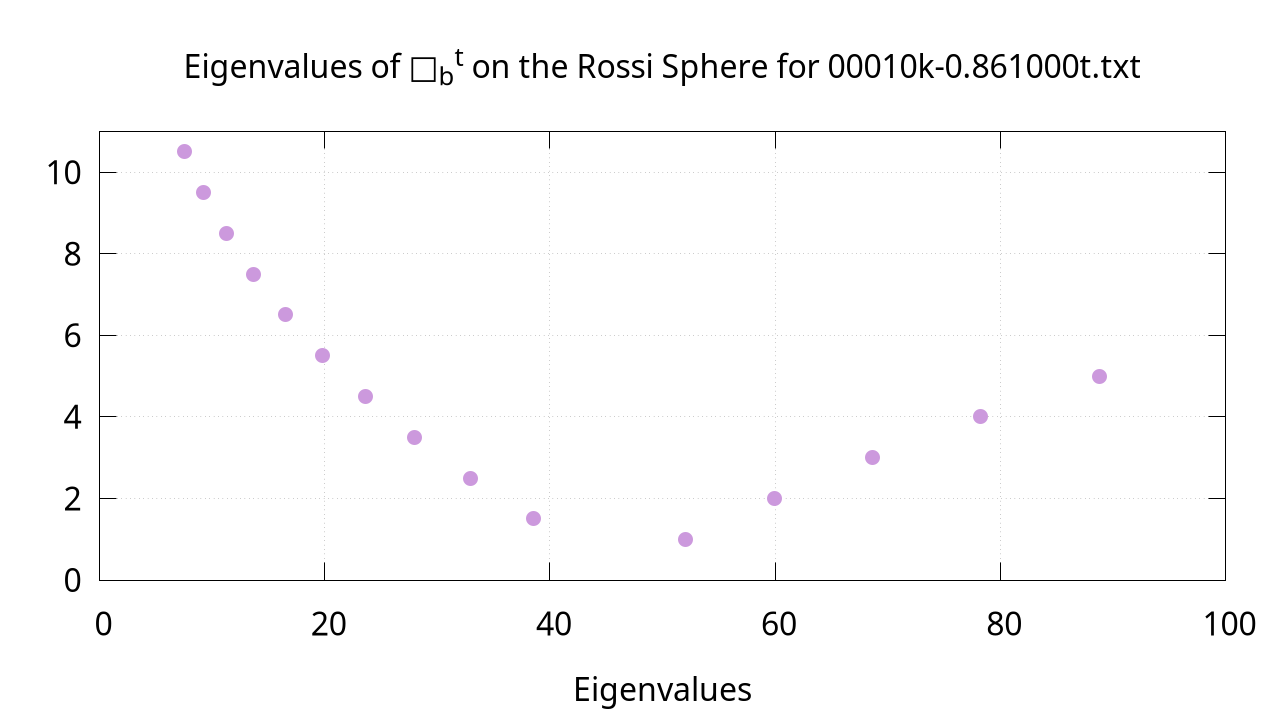 Eigenvalues of □_b^t on the Rossi Sphere for 00010k-0.861000t.txt
10
8
6
4
2
0
0 20 40 60 80 100
Eigenvalues